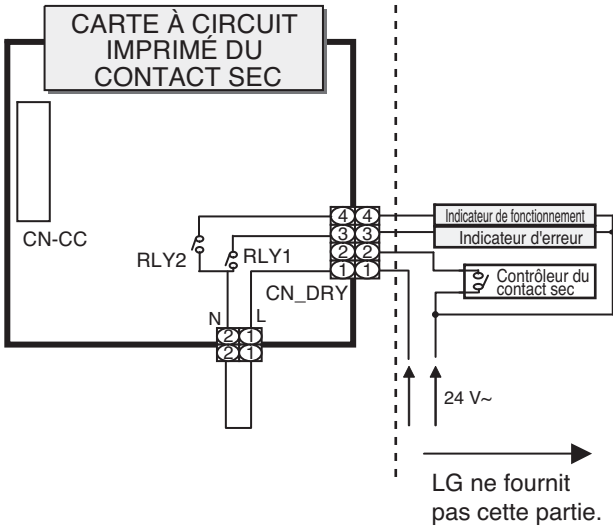 CARTE À CIRCUIT
IMPRIMÉ DU
CONTACT SEC
CN-CC
RLY2
RLY1
4 4
3 3
2 2
1 1
CN_DRY
N
L
2 1
2 1
Indicateur de fonctionnement
Indicateur d'erreur
Contrôleur du
contact sec
24 V~
LG ne fournit
pas cette partie.